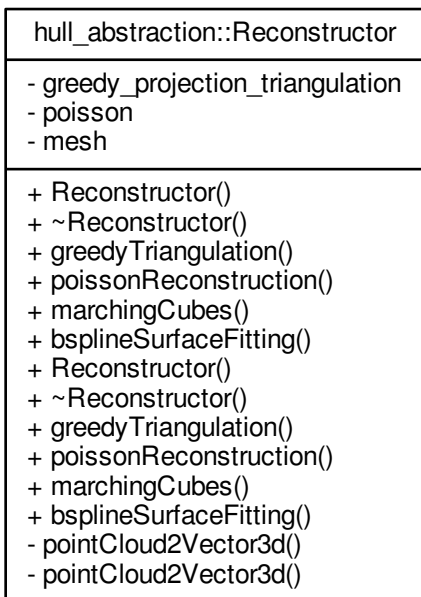 hull_abstraction::Reconstructor
- greedy_projection_triangulation
- poisson
- mesh
+ Reconstructor()
+ ~Reconstructor()
+ greedyTriangulation()
+ poissonReconstruction()
+ marchingCubes()
+ bsplineSurfaceFitting()
+ Reconstructor()
+ ~Reconstructor()
+ greedyTriangulation()
+ poissonReconstruction()
+ marchingCubes()
+ bsplineSurfaceFitting()
- pointCloud2Vector3d()
- pointCloud2Vector3d()